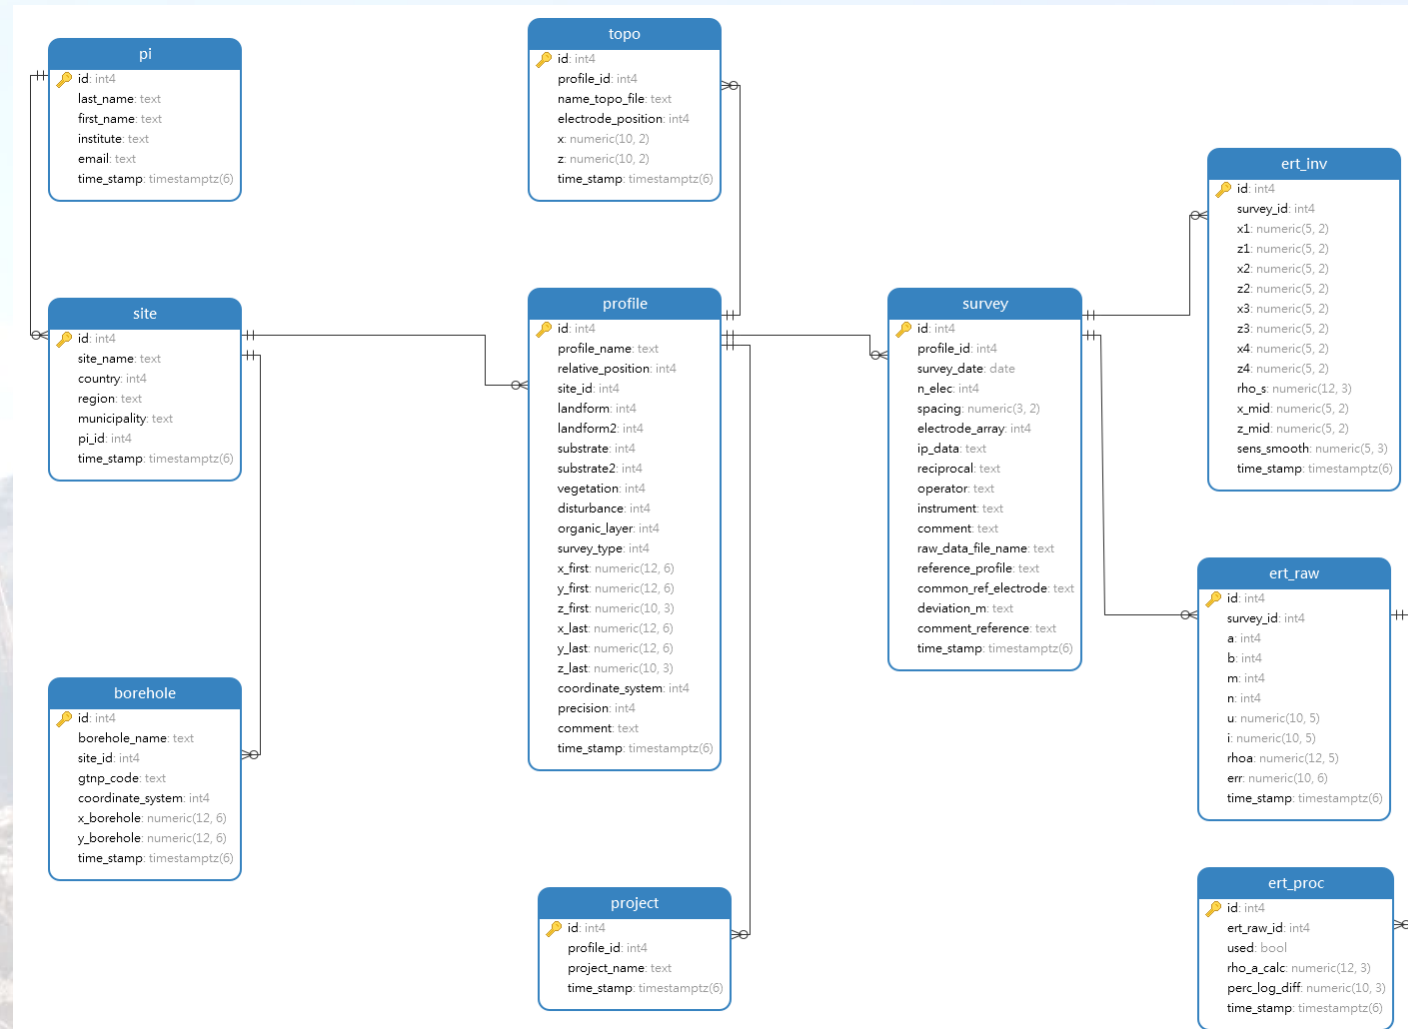 pi
id: int4
last_name: text
first_name: text
institute: text
email: text
time_stamp: timestamptz(6)
topo
id: int4
profile_id: int4
name_topo_file: text
electrode_position: int4
x: numeric(10, 2)
z: numeric(10, 2)
time_stamp: timestamptz(6)
ert_inv
id: int4
survey_id: int4
x1: numeric(5, 2)
z1: numeric(5, 2)
x2: numeric(5, 2)
z2: numeric(5, 2)
x3: numeric(5, 2)
z3: numeric(5, 2)
x4: numeric(5, 2)
z4: numeric(5, 2)
rho_s: numeric(12, 3)
x_mid: numeric(5, 2)
z_mid: numeric(5, 2)
sens_smooth: numeric(5, 3)
time_stamp: timestamptz(6)
site
id: int4
site_name: text
country: int4
region: text
municipality: text
pi_id: int4
time_stamp: timestamptz(6)
profile
id: int4
profile_name: text
relative_position: int4
site_id: int4
landform: int4
landform2: int4
substrate: int4
substrate2: int4
vegetation: int4
disturbance: int4
organic_layer: int4
survey_type: int4
x_first: numeric(12, 6)
y_first: numeric(12, 6)
z_first: numeric(10, 3)
x_last: numeric(12, 6)
y_last: numeric(12, 6)
z_last: numeric(10, 3)
coordinate_system: int4
precision: int4
comment: text
time_stamp: timestamptz(6)
survey
id: int4
profile_id: int4
survey_date: date
n_elec: int4
spacing: numeric(3, 2)
electrode_array: int4
ip_data: text
reciprocal: text
operator: text
instrument: text
comment: text
raw_data_file_name: text
reference_profile: text
common_ref_electrode: text
deviation_m: text
comment_reference: text
time_stamp: timestamptz(6)
ert_raw
id: int4
survey_id: int4
a: int4
b: int4
m: int4
n: int4
u: numeric(10, 5)
i: numeric(10, 5)
rhoa: numeric(12, 5)
err: numeric(10, 6)
time_stamp: timestamptz(6)
borehole
id: int4
borehole_name: text
site_id: int4
gtnp_code: text
coordinate_system: int4
x_borehole: numeric(12, 6)
y_borehole: numeric(12, 6)
time_stamp: timestamptz(6)
project
id: int4
profile_id: int4
project_name: text
time_stamp: timestamptz(6)
ert_proc
id: int4
ert_raw_id: int4
used: bool
rho_a_calc: numeric(12, 3)
perc_log_diff: numeric(10, 3)
time_stamp: timestamptz(6)